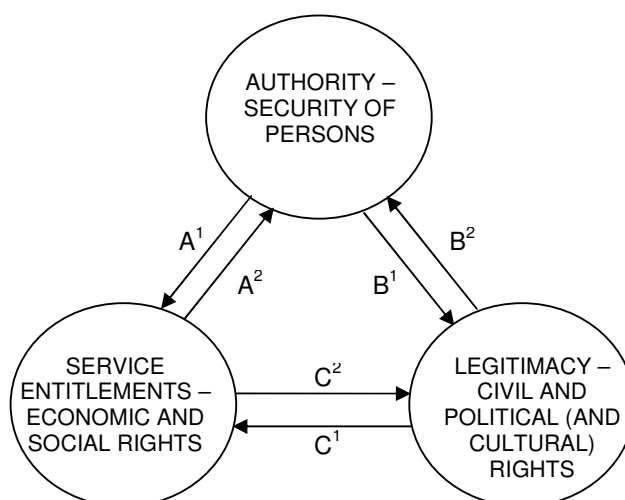 AUTHORITY –
SECURITY OF
PERSONS
A¹
A²
B¹
B²
SERVICE
ENTITLEMENTS –
ECONOMIC AND
SOCIAL RIGHTS
C²
C¹
LEGITIMACY –
CIVIL AND
POLITICAL (AND
CULTURAL)
RIGHTS